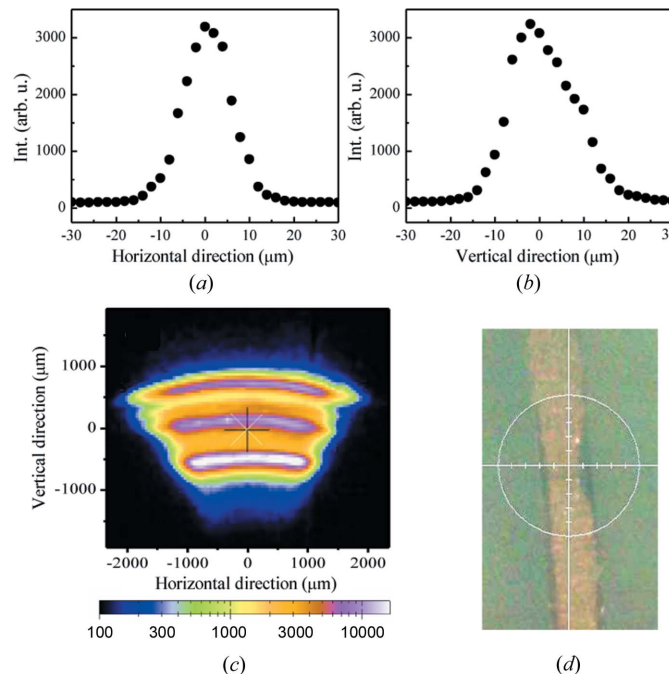 3000
2000
1000
0
Int. (arb. u.)
-30 -20 -10 0 10 20 30
Horizontal direction (μm)
(a)
3000
2000
1000
0
Int. (arb. u.)
-30 -20 -10 0 10 20 30
Vertical direction (μm)
(b)
1000
0
-1000
Vertical direction (μm)
-2000 -1000 0 1000 2000
Horizontal direction (μm)
100 300 1000 3000 10000
(c)
(d)